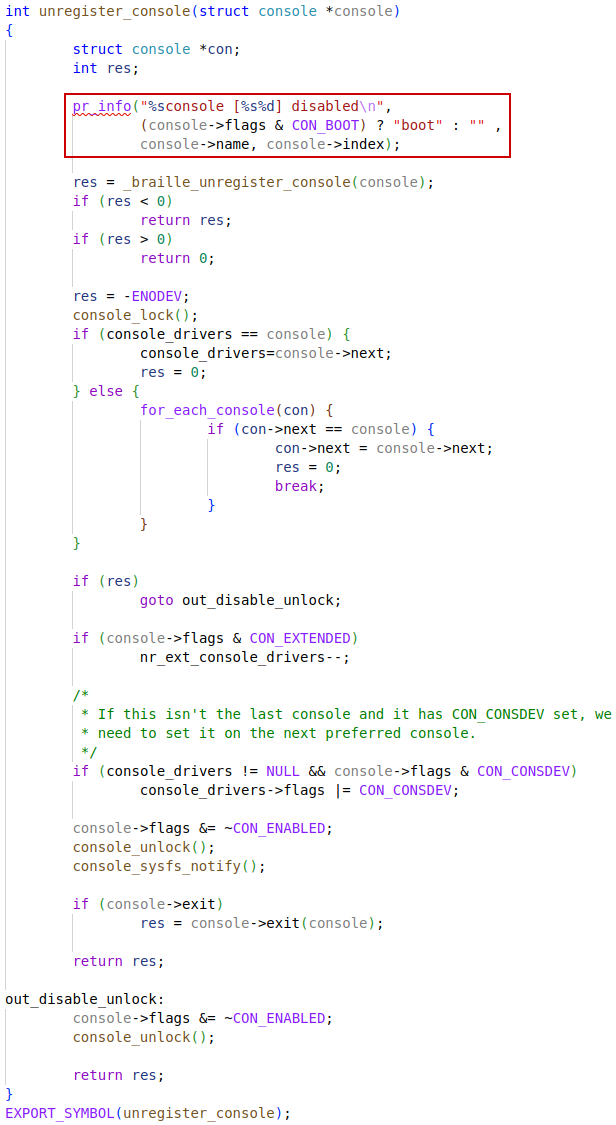 int unregister_console(struct console *console)
{
        struct console *con;
        int res;

        pr_info("%sconsole [%s%d] disabled\n",
                (console->flags & CON_BOOT) ? "boot" : "" ,
                console->name, console->index);

        res = _braille_unregister_console(console);
        if (res < 0)
                return res;
        if (res > 0)
                return 0;

        res = -ENODEV;
        console_lock();
        if (console_drivers == console) {
                console_drivers=console->next;
                res = 0;
        } else {
                for_each_console(con) {
                        if (con->next == console) {
                                con->next = console->next;
                                res = 0;
                                break;
                        }
                }
        }

        if (res)
                goto out_disable_unlock;

        if (console->flags & CON_EXTENDED)
                nr_ext_console_drivers--;

        /*
         * If this isn't the last console and it has CON_CONSDEV set, we
         * need to set it on the next preferred console.
         */
        if (console_drivers != NULL && console->flags & CON_CONSDEV)
                console_drivers->flags |= CON_CONSDEV;

        console->flags &= ~CON_ENABLED;
        console_unlock();
        console_sysfs_notify();

        if (console->exit)
                res = console->exit(console);

        return res;

out_disable_unlock:
        console->flags &= ~CON_ENABLED;
        console_unlock();

        return res;
}
EXPORT_SYMBOL(unregister_console);